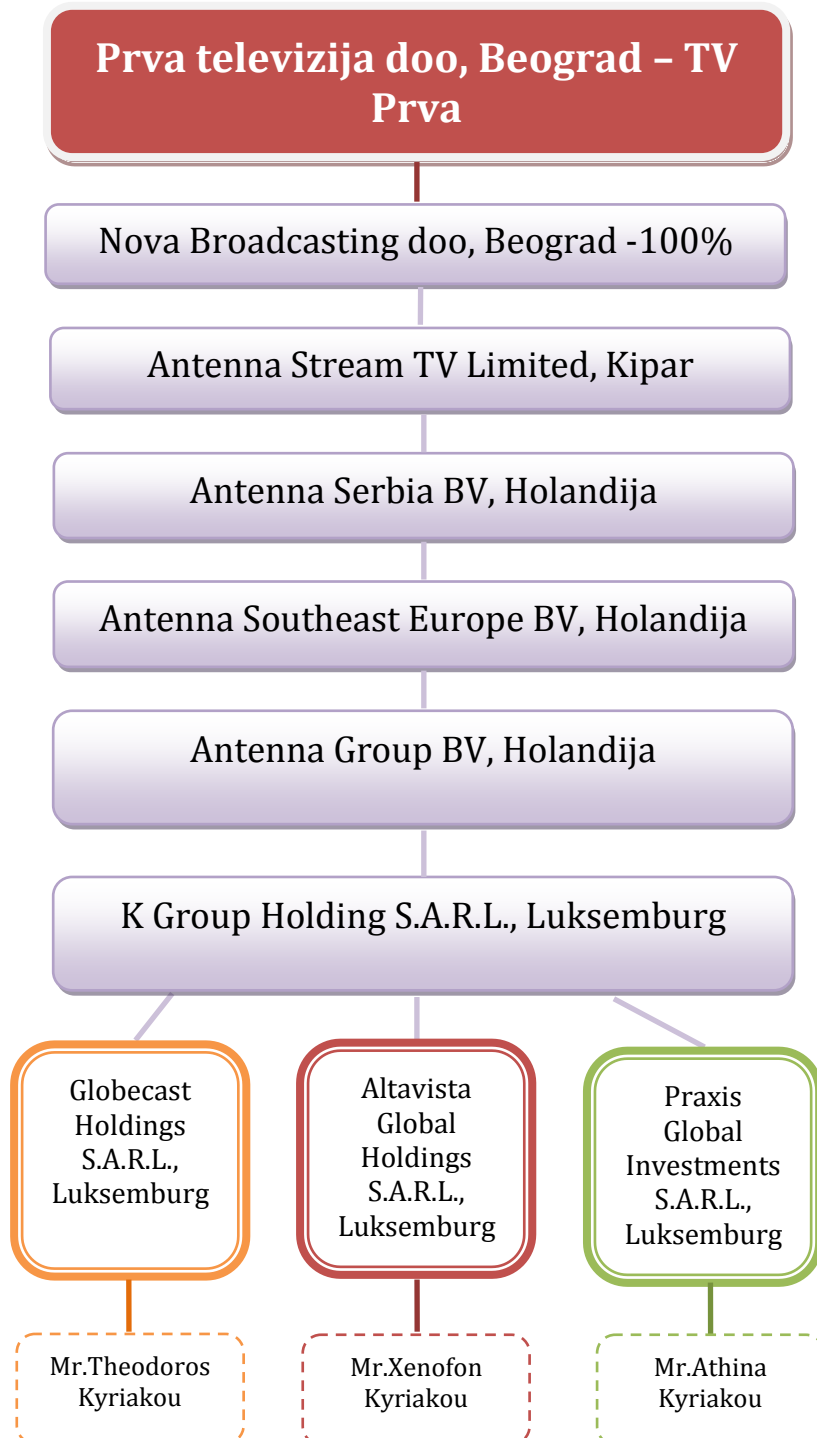 Prva televizija doo, Beograd – TV
Prva
Nova Broadcasting doo, Beograd -100%
Antenna Stream TV Limited, Kipar
Antenna Serbia BV, Holandija
Antenna Southeast Europe BV, Holandija
Antenna Group BV, Holandija
K Group Holding S.A.R.L., Luksemburg
Globecast
Holdings
S.A.R.L.,
Luksemburg
Altavista
Global
Holdings
S.A.R.L.,
Luksemburg
Praxis
Global
Investments
S.A.R.L.,
Luksemburg
Mr.Theodoros
Kyriakou
Mr.Xenofon
Kyriakou
Mr.Athina
Kyriakou